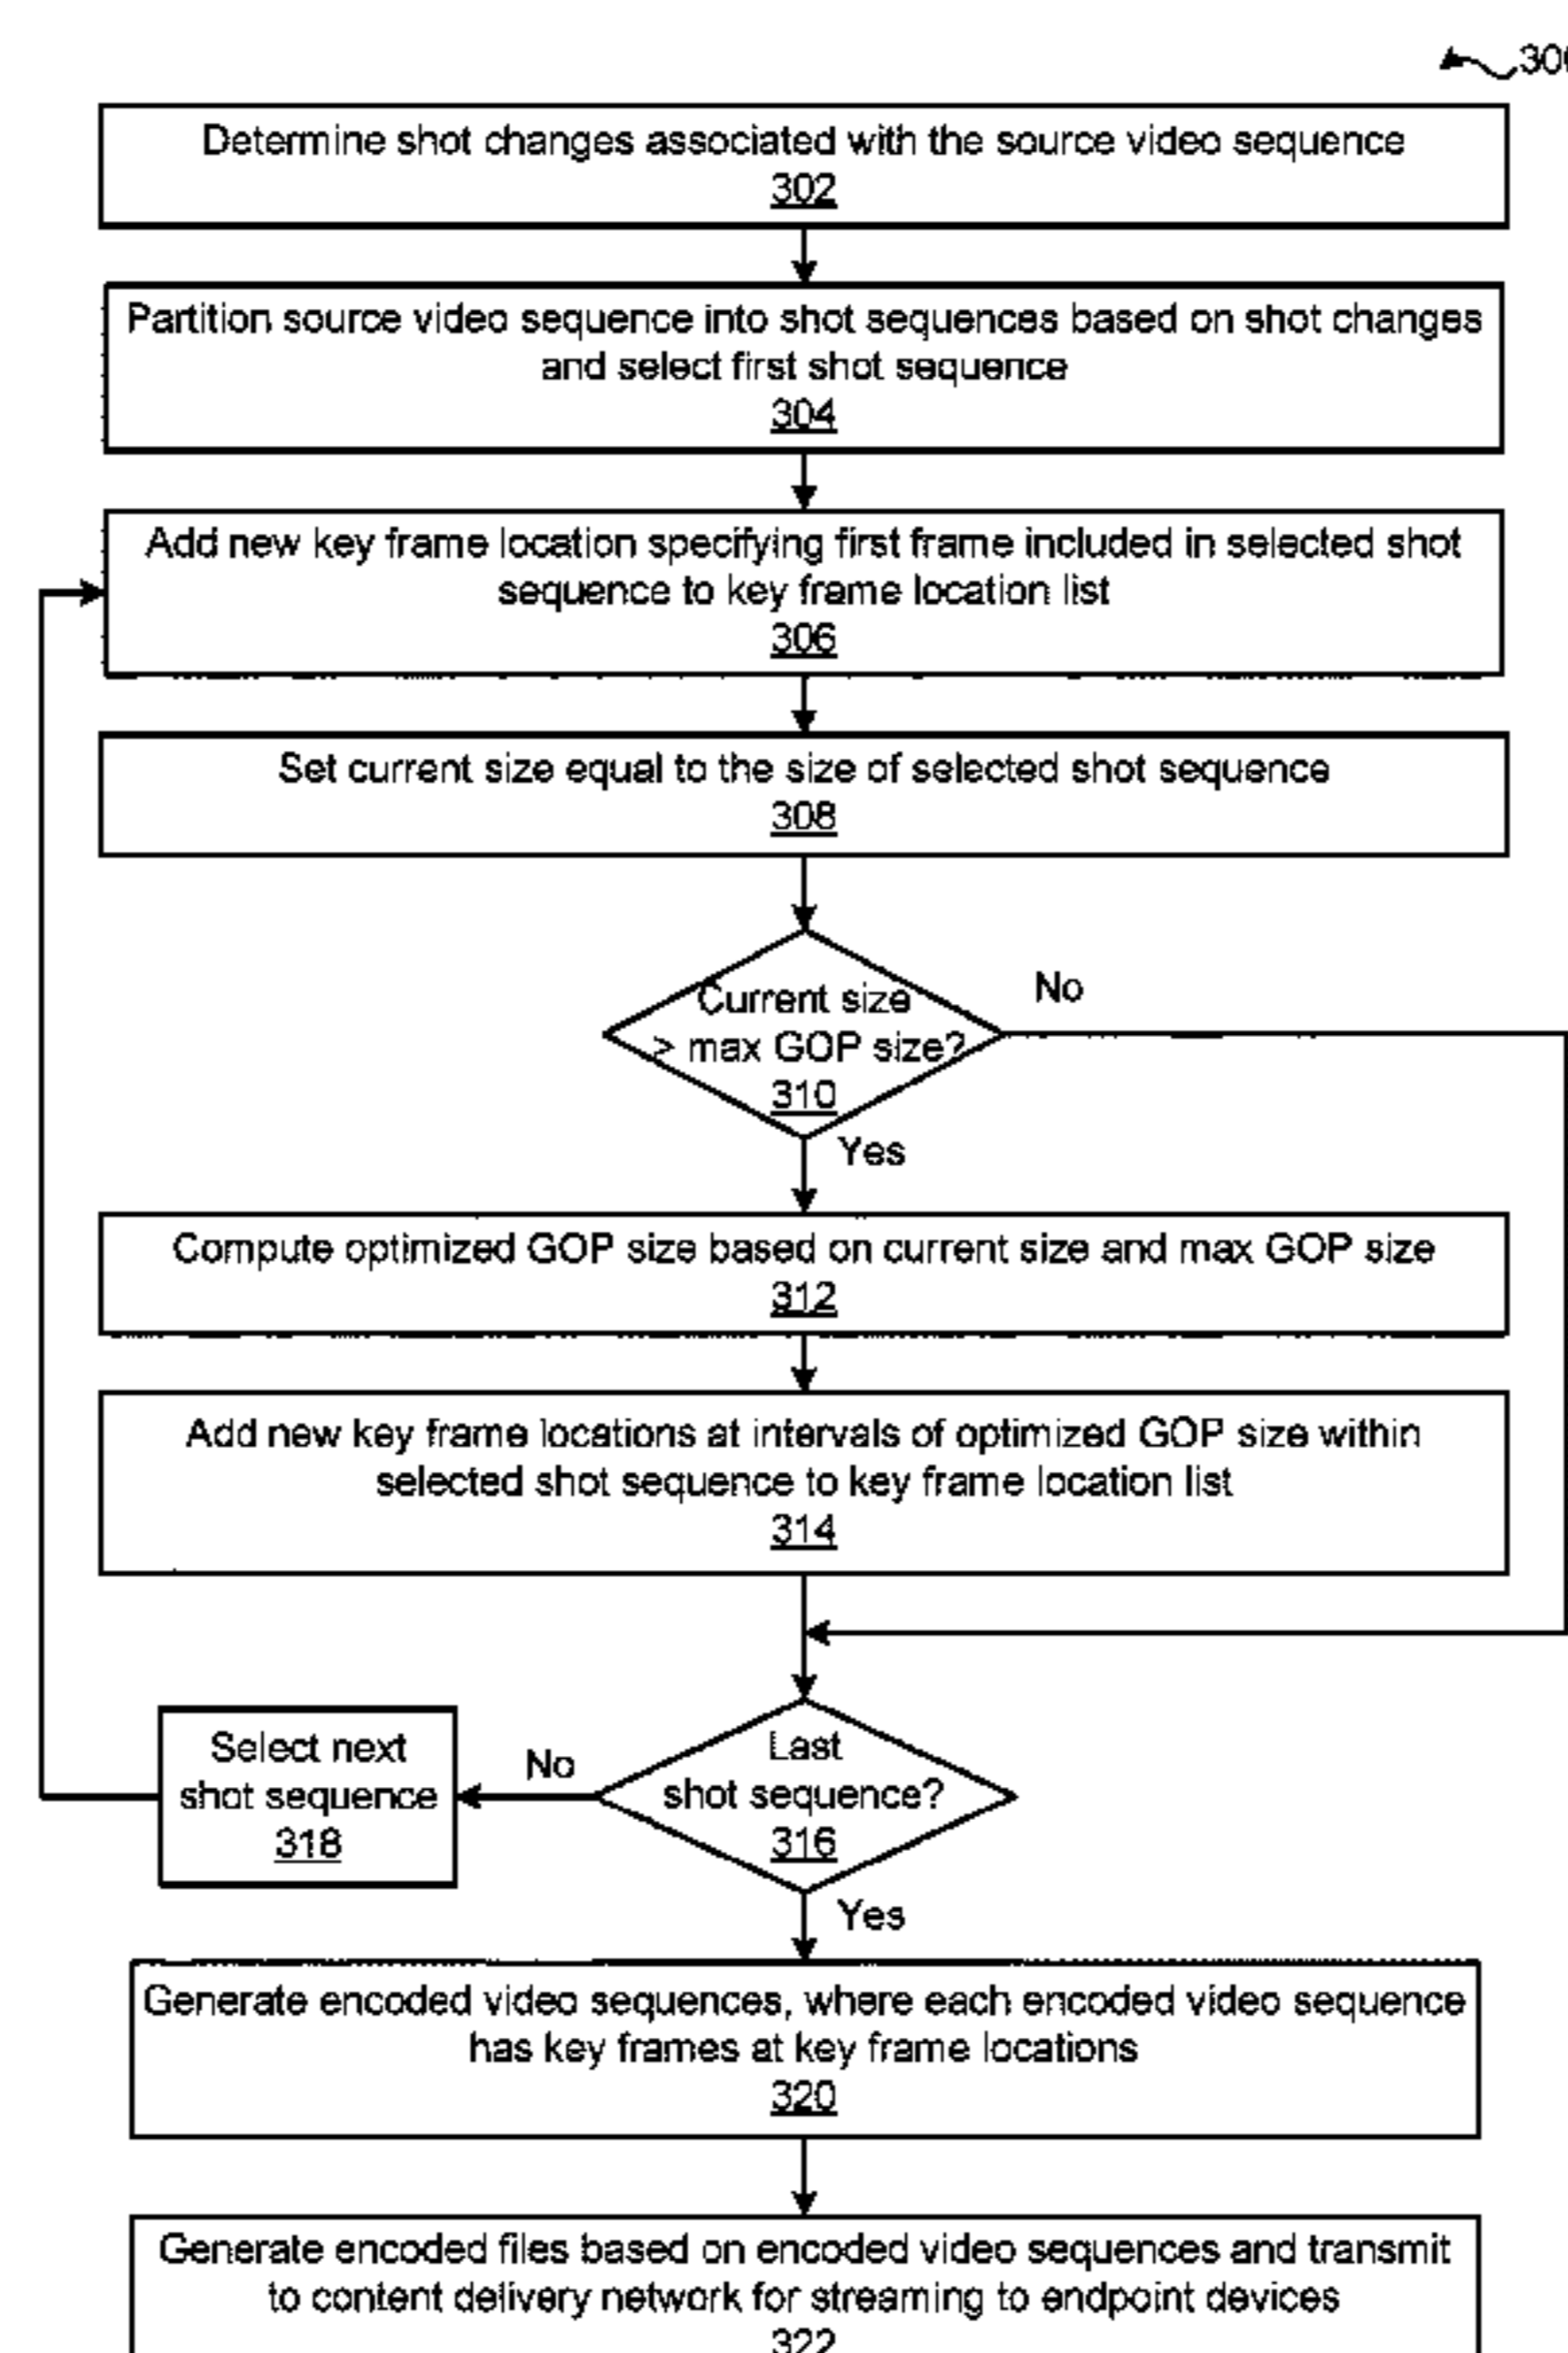 300
Determine shot changes associated with the source video sequence
302
Partition source video sequence into shot sequences based on shot changes
and select first shot sequence
304
Add new key frame location specifying first frame included in selected shot
sequence to key frame location list
306
Set current size equal to the size of selected shot sequence
308
Current size
> max GOP size?
310
No
Yes
Compute optimized GOP size based on current size and max GOP size
312
Add new key frame locations at intervals of optimized GOP size within
selected shot sequence to key frame location list
314
Last
shot sequence?
316
No
Select next
shot sequence
318
Yes
Generate encoded video sequences, where each encoded video sequence
has key frames at key frame locations
320
Generate encoded files based on encoded video sequences and transmit
to content delivery network for streaming to endpoint devices
322